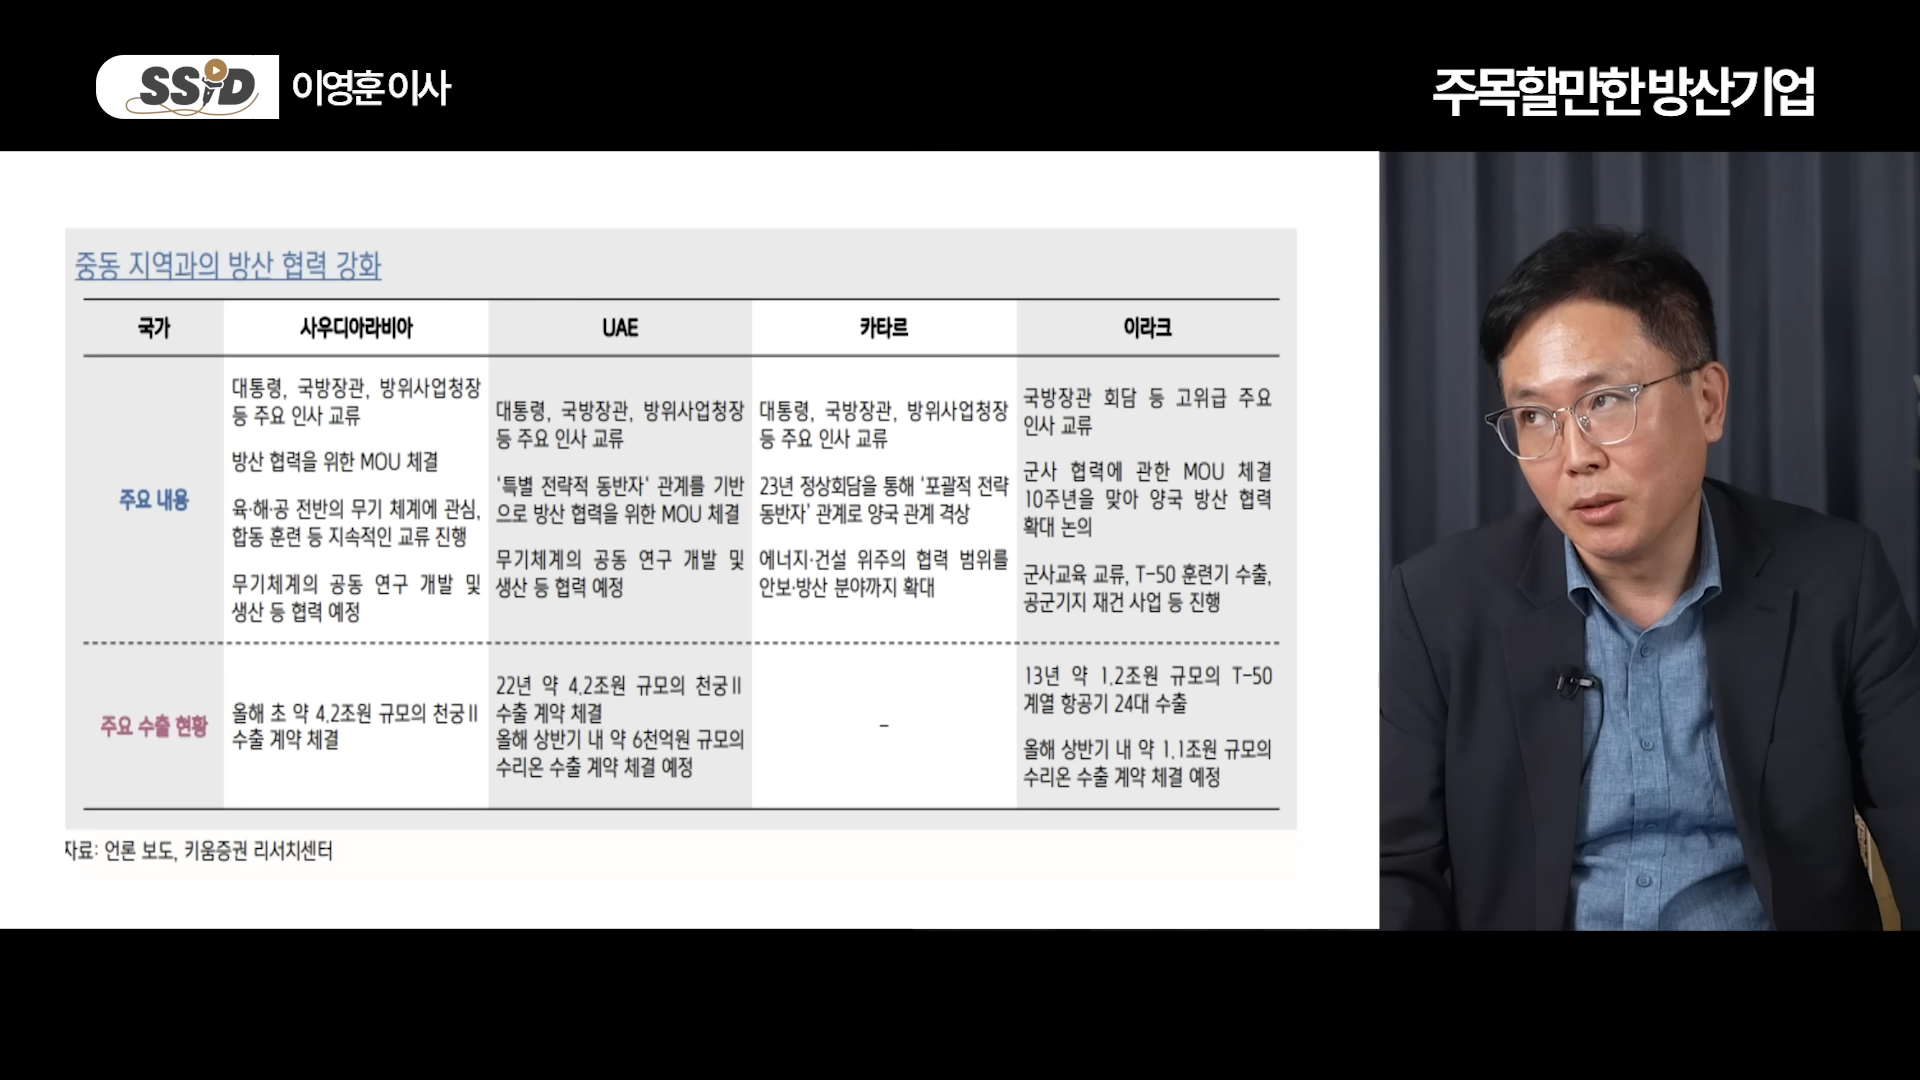 SSiD 이영훈 이사
주목할만한 방산기업
중동 지역과의 방산 협력 강화
국가
사우디아라비아
UAE
카타르
이라크
주요 내용
대통령, 국방장관, 방위사업청장
등 주요 인사 교류
방산 협력을 위한 MOU 체결
육·해·공 전반의 무기 체계에 관심,
합동 훈련 등 지속적인 교류 진행
무기체계의 공동 연구 개발 및
생산 등 협력 예정
대통령, 국방장관, 방위사업청장
등 주요 인사 교류
'특별 전략적 동반자' 관계를 기반
으로 방산 협력을 위한 MOU 체결
무기체계의 공동 연구 개발 및
생산 등 협력 예정
대통령, 국방장관, 방위사업청장
등 주요 인사 교류
23년 정상회담을 통해 '포괄적 전략
동반자' 관계로 양국 관계 격상
에너지·건설 위주의 협력 범위를
안보·방산 분야까지 확대
국방장관 회담 등 고위급 주요
인사 교류
군사 협력에 관한 MOU 체결
10주년을 맞아 양국 방산 협력
확대 논의
군사교육 교류, T-50 훈련기 수출,
공군기지 재건 사업 등 진행
주요 수출 현황
올해 초 약 4.2조원 규모의 천궁Ⅱ
수출 계약 체결
22년 약 4.2조원 규모의 천궁Ⅱ
수출 계약 체결
올해 상반기 내 약 6천억원 규모의
수리온 수출 계약 체결 예정
-
13년 약 1.2조원 규모의 T-50
계열 항공기 24대 수출
올해 상반기 내 약 1.1조원 규모의
수리온 수출 계약 체결 예정
자료: 언론 보도, 키움증권 리서치센터